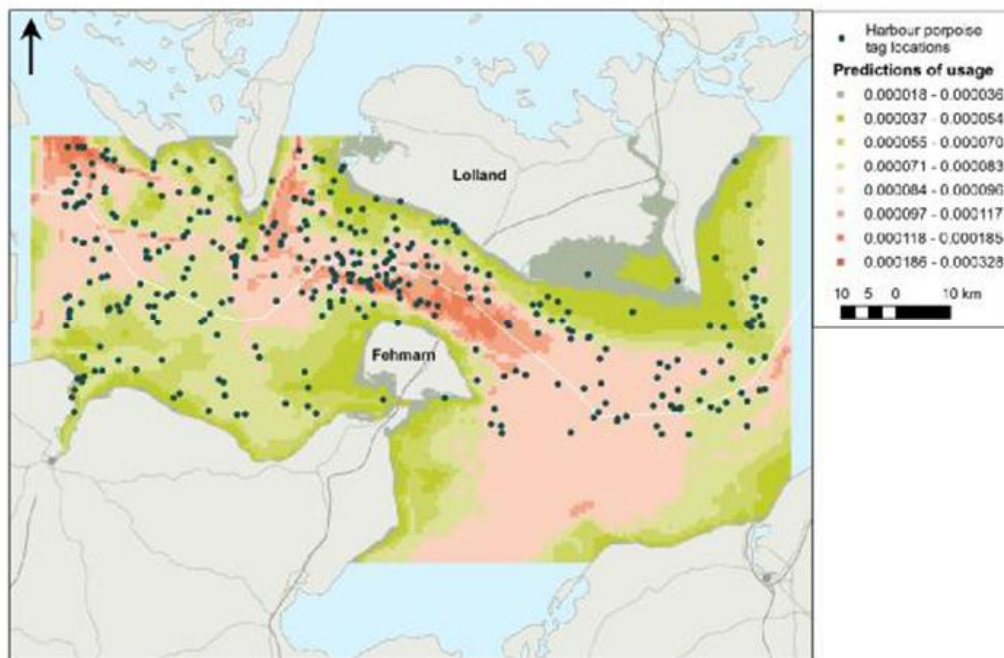 Harbour porpoise
tag locations
Predictions of usage
0.000018 - 0.000036
0.000037 - 0.000054
0.000055 - 0.000070
0.000071 - 0.000083
0.000084 - 0.000096
0.000097 - 0.000117
0.000118 - 0.000185
0.000186 - 0.000328
10 5 0 10 km
Lolland
Fehmarn